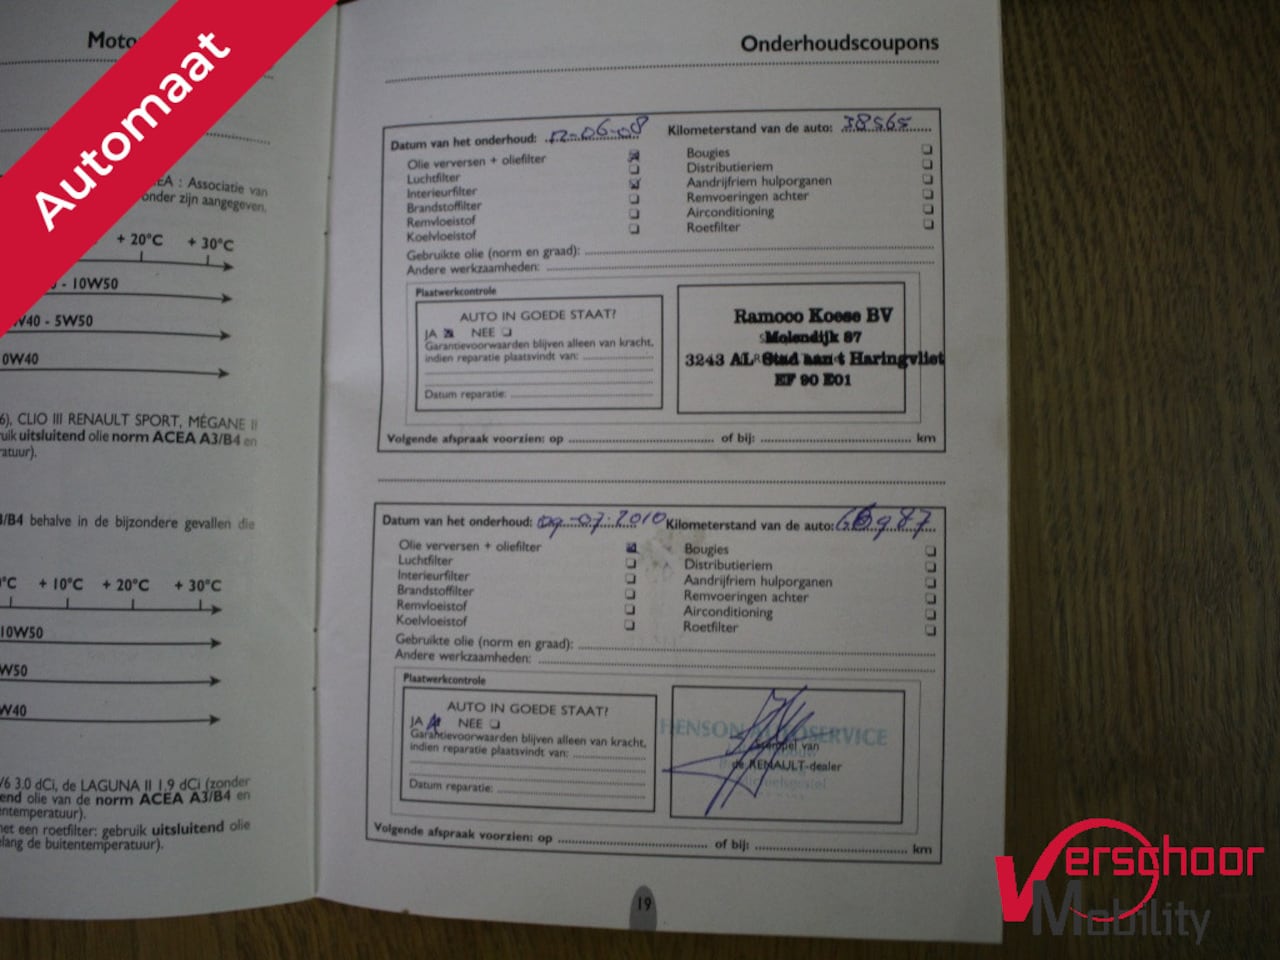 Automaat
Moto
EA : Associatie van
onder zijn aangegeven.
+ 20°C + 30°C
- 10W50
W40 - 5W50
0W40
6), CLIO III RENAULT SPORT, MÉGANE II
uik uitsluitend olie norm ACEA A3/B4 en
ratuur).
3/B4 behalve in de bijzondere gevallen die
0°C + 10°C + 20°C + 30°C
10W50
W50
W40
/6 3.0 dCi, de LAGUNA II 1.9 dCi (zonder
end olie van de norm ACEA A3/B4 en
ntemperatuur).
met een roetfilter: gebruik uitsluitend olie
elang de buitentemperatuur).
Onderhoudscoupons
Datum van het onderhoud: 12-06-08 Kilometerstand van de auto: 38565
Olie verversen + oliefilter Bougies
Luchtfilter Distributieriem
Interieurfilter Aandrijfriem hulporganen
Brandstoffilter Remvoeringen achter
Remvloeistof Airconditioning
Koelvloeistof Roetfilter
Gebruikte olie (norm en graad):
Andere werkzaamheden:
Plaatwerkcontrole
AUTO IN GOEDE STAAT?
JA NEE
Garantievoorwaarden blijven alleen van kracht,
indien reparatie plaatsvindt van:
Datum reparatie:
Ramooo Koese BV
Molendijk 87
3243 AL Stad aan t Haringvliet
EF 90 E01
Volgende afspraak voorzien: op of bij: km
Datum van het onderhoud: 09-07-2010 Kilometerstand van de auto:
Olie verversen + oliefilter Bougies
Luchtfilter Distributieriem
Interieurfilter Aandrijfriem hulporganen
Brandstoffilter Remvoeringen achter
Remvloeistof Airconditioning
Koelvloeistof Roetfilter
Gebruikte olie (norm en graad):
Andere werkzaamheden:
Plaatwerkcontrole
AUTO IN GOEDE STAAT?
JA NEE
Garantievoorwaarden blijven alleen van kracht,
indien reparatie plaatsvindt van:
Datum reparatie:
HENSON AUTOSERVICE
Stempel van
de RENAULT-dealer
Volgende afspraak voorzien: op of bij: km
19
Verschoor
Mobility